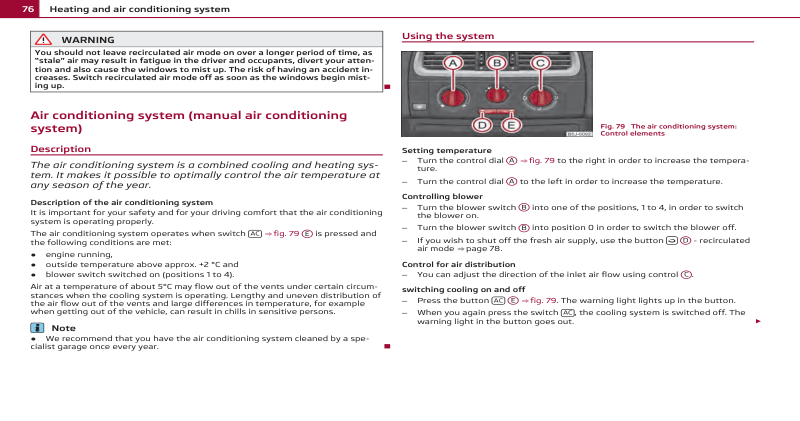 76 Heating and air conditioning system
WARNING
You should not leave recirculated air mode on over a longer period of time, as
"stale" air may result in fatigue in the driver and occupants, divert your atten-
tion and also cause the windows to mist up. The risk of having an accident in-
creases. Switch recirculated air mode off as soon as the windows begin mist-
ing up.
Air conditioning system (manual air conditioning
system)
Description
The air conditioning system is a combined cooling and heating sys-
tem. It makes it possible to optimally control the air temperature at
any season of the year.
Description of the air conditioning system
It is important for your safety and for your driving comfort that the air conditioning
system is operating properly.
The air conditioning system operates when switch AC ⇒ fig. 79 E is pressed and
the following conditions are met:
● engine running,
● outside temperature above approx. +2 °C and
● blower switch switched on (positions 1 to 4).
Air at a temperature of about 5°C may flow out of the vents under certain circum-
stances when the cooling system is operating. Lengthy and uneven distribution of
the air flow out of the vents and large differences in temperature, for example
when getting out of the vehicle, can result in chills in sensitive persons.
Note
● We recommend that you have the air conditioning system cleaned by a spe-
cialist garage once every year.
Using the system
A B C
D E
Fig. 79 The air conditioning system:
Control elements
Setting temperature
– Turn the control dial A ⇒ fig. 79 to the right in order to increase the tempera-
ture.
– Turn the control dial A to the left in order to increase the temperature.
Controlling blower
– Turn the blower switch B into one of the positions, 1 to 4, in order to switch
the blower on.
– Turn the blower switch B into position 0 in order to switch the blower off.
– If you wish to shut off the fresh air supply, use the button D - recirculated
air mode ⇒ page 78.
Control for air distribution
– You can adjust the direction of the inlet air flow using control C.
switching cooling on and off
– Press the button AC E ⇒ fig. 79. The warning light lights up in the button.
– When you again press the switch AC, the cooling system is switched off. The
warning light in the button goes out.